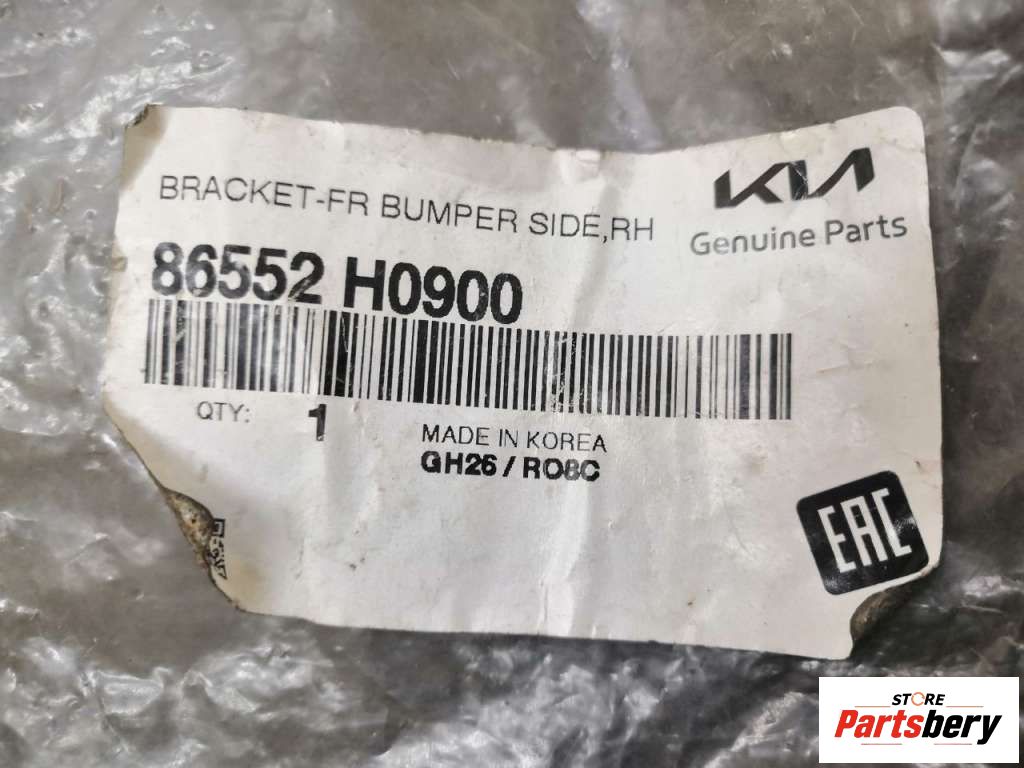 BRACKET-FR BUMPER SIDE,RH
KIA
Genuine Parts
86552 H0900
QTY: 1
MADE IN KOREA
GH26 / RO8C
EAC
STORE
Partsbery